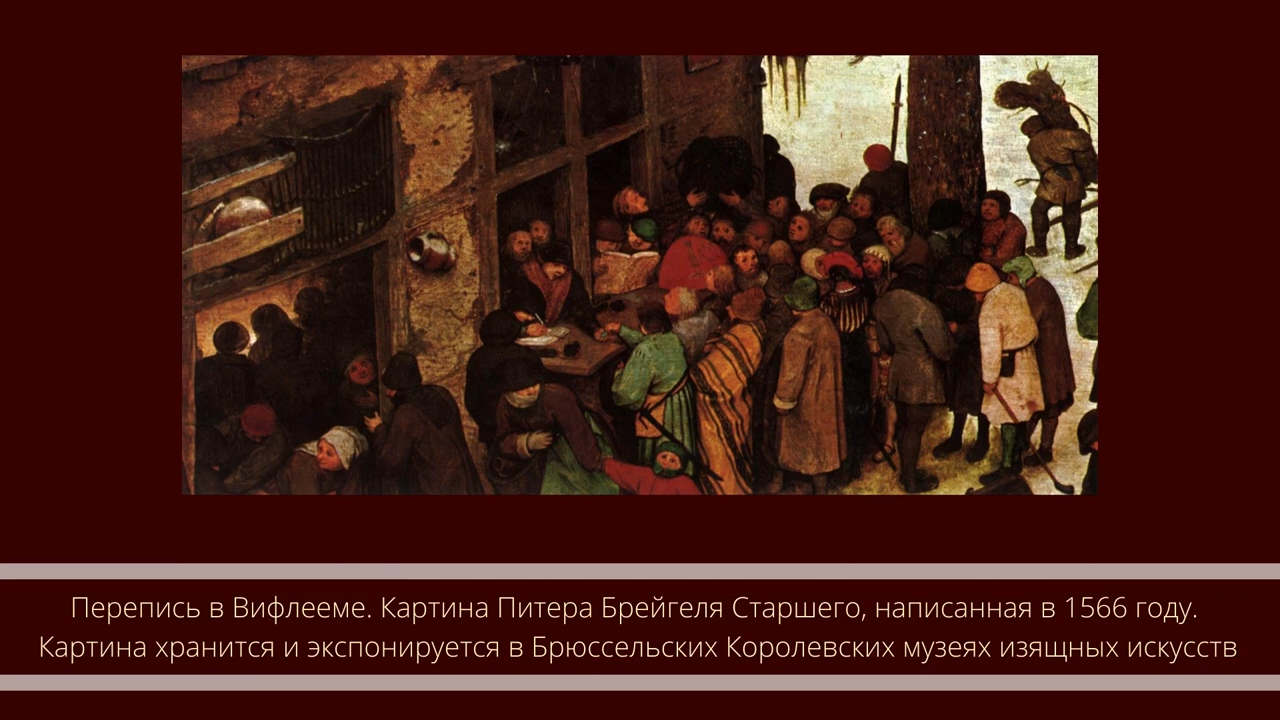 Перепись в Вифлееме. Картина Питера Брейгеля Старшего, написанная в 1566 году.
Картина хранится и экспонируется в Брюссельских Королевских музеях изящных искусств